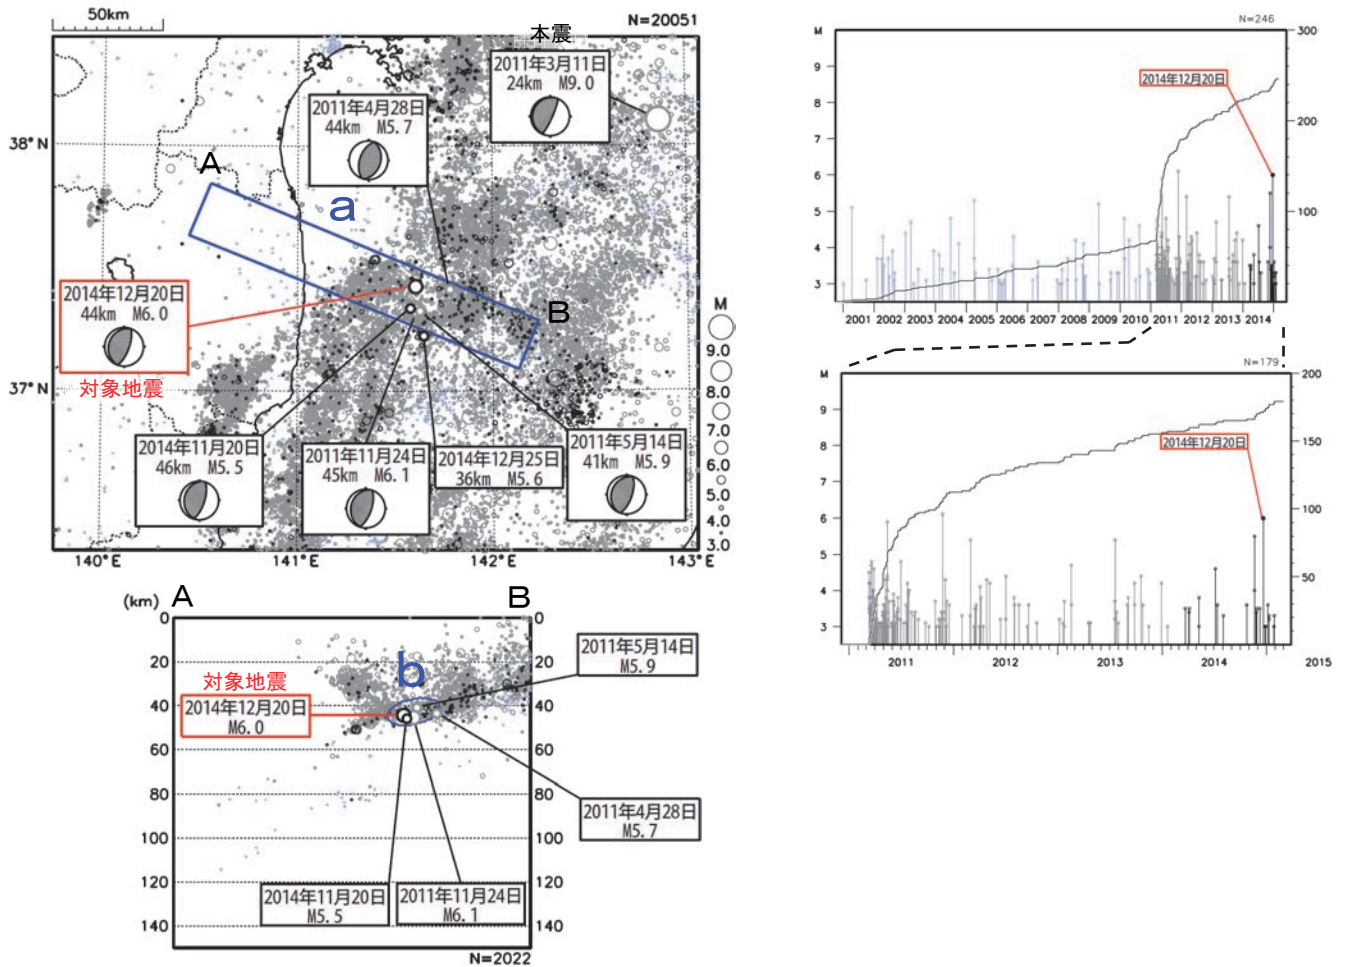 50km
N=20051
本震
2011年3月11日
24km M9.0
2011年4月28日
44km M5.7
38°N
A
a
2014年12月20日
44km M6.0
対象地震
B
37°N
2014年11月20日
46km M5.5
2011年11月24日
45km M6.1
2014年12月25日
36km M5.6
2011年5月14日
41km M5.9
M
9.0
8.0
7.0
6.0
5.0
4.0
3.0
140°E
141°E
142°E
143°E
(km)
A
B
0
20
40
60
80
100
120
140
0
20
40
60
80
100
120
140
b
対象地震
2014年12月20日
M6.0
2011年5月14日
M5.9
2011年4月28日
M5.7
2014年11月20日
M5.5
2011年11月24日
M6.1
N=2022
N=246
M
9
8
7
6
5
4
3
300
200
100
2014年12月20日
2001 2002 2003 2004 2005 2006 2007 2008 2009 2010 2011 2012 2013 2014
N=179
M
9
8
7
6
5
4
3
200
150
100
50
2014年12月20日
2011 2012 2013 2014 2015